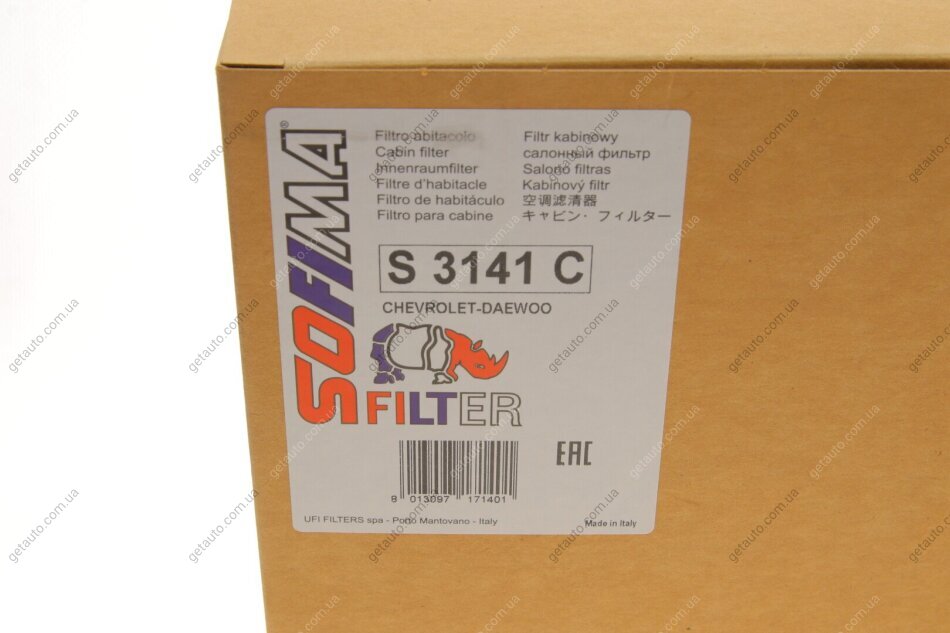 SOFIMA®
Filtro abitacolo
Cabin filter
Innenraumfilter
Filtre d'habitacle
Filtro de habitáculo
Filtro para cabine
Filtr kabinowy
салонный фильтр
Salono filtras
Kabinový filtr
空调滤清器
キャビン・フィルター
S 3141 C
CHEVROLET-DAEWOO
FILTER
EAC
8 013097 171401
UFI FILTERS spa - Porto Mantovano - Italy
Made in Italy
getauto.com.ua